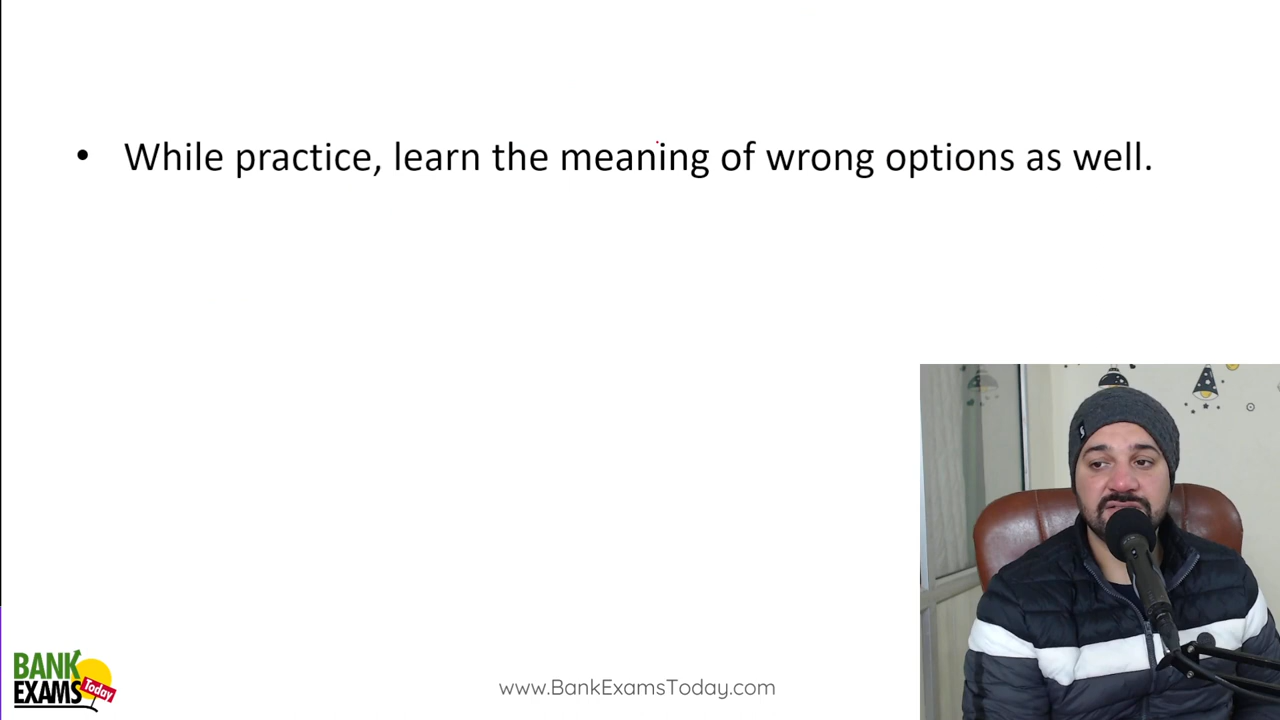 • While practice, learn the meaning of wrong options as well.
BANK
EXAMS
Today
www.BankExamsToday.com